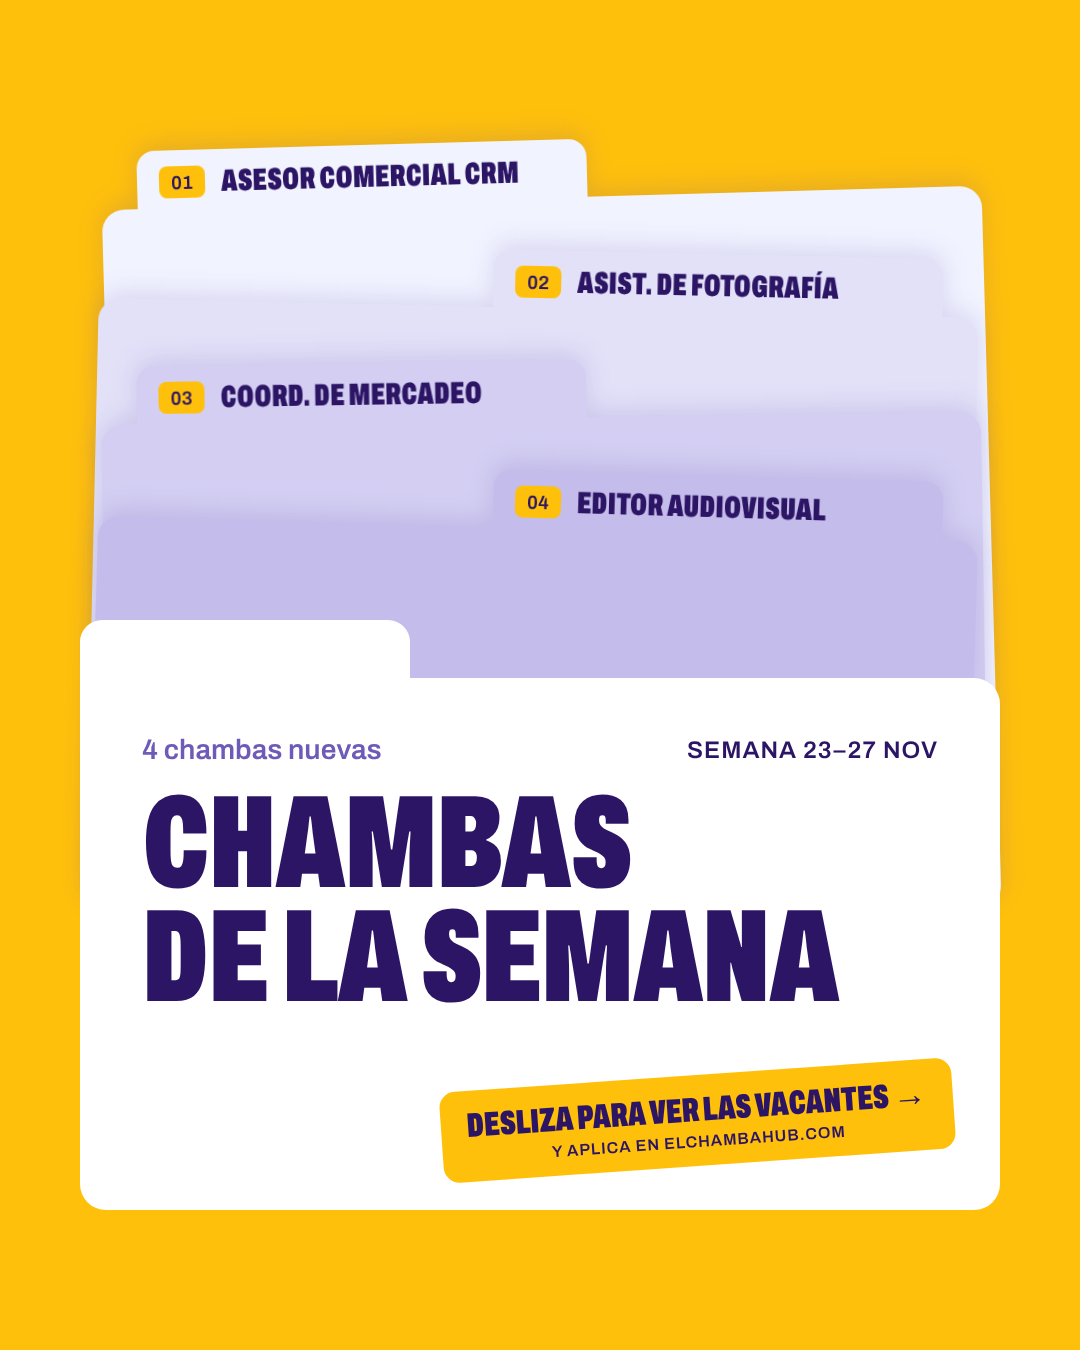 01 ASESOR COMERCIAL CRM
02 ASIST. DE FOTOGRAFÍA
03 COORD. DE MERCADEO
04 EDITOR AUDIOVISUAL
4 chambas nuevas
SEMANA 23–27 NOV
CHAMBAS
DE LA SEMANA
DESLIZA PARA VER LAS VACANTES →
Y APLICA EN ELCHAMBAHUB.COM